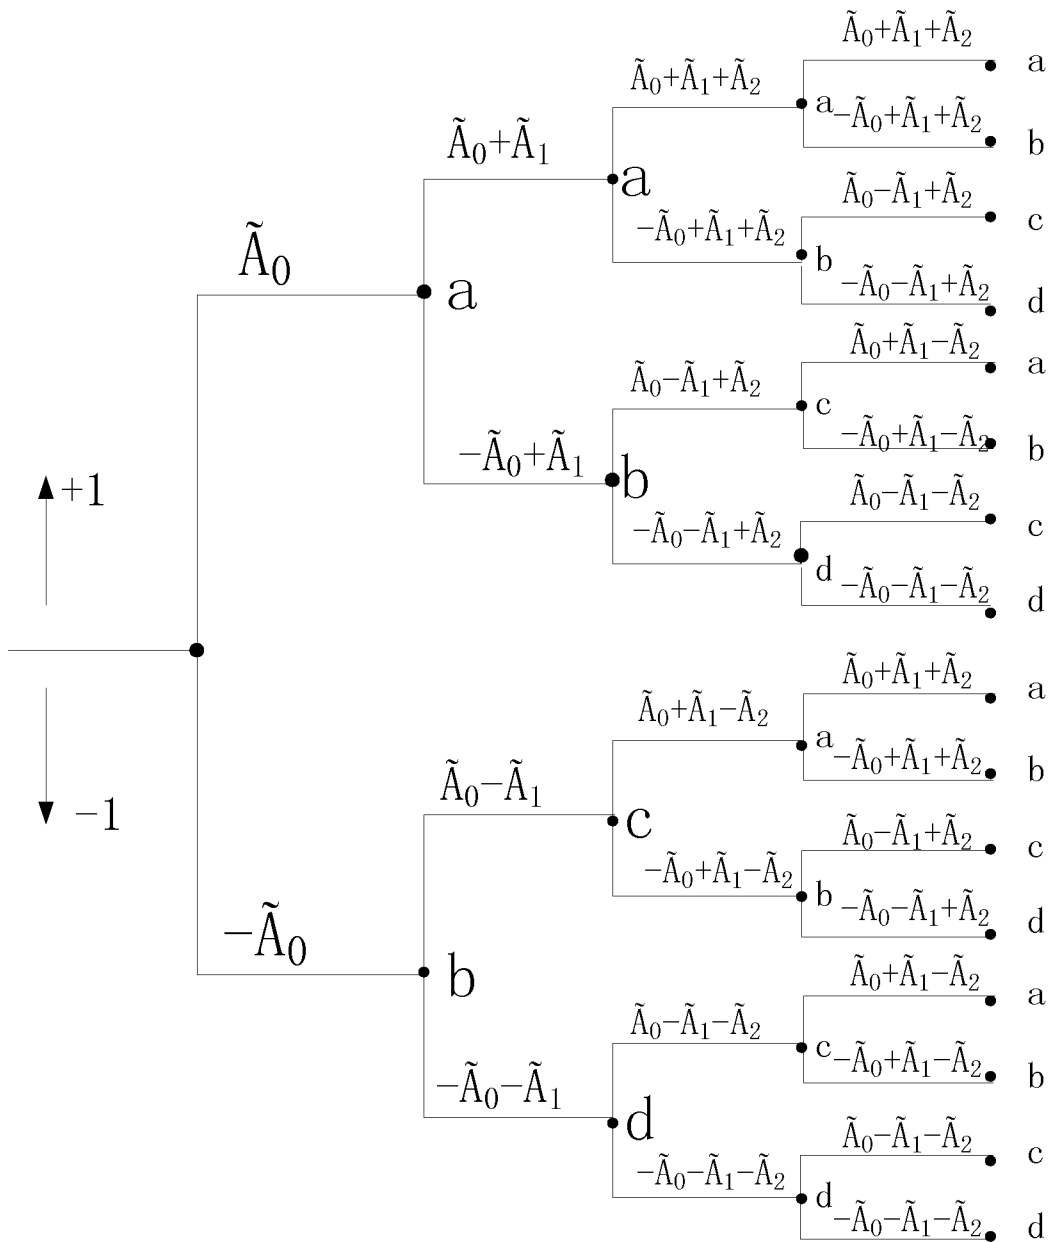 Ã₀+Ã₁+Ã₂
a
Ã₀+Ã₁+Ã₂
a
-Ã₀+Ã₁+Ã₂
b
Ã₀+Ã₁
a
Ã₀-Ã₁+Ã₂
c
-Ã₀+Ã₁+Ã₂
b
-Ã₀-Ã₁+Ã₂
d
Ã₀
a
Ã₀+Ã₁-Ã₂
a
Ã₀-Ã₁+Ã₂
c
-Ã₀+Ã₁-Ã₂
b
-Ã₀+Ã₁
b
Ã₀-Ã₁-Ã₂
c
-Ã₀-Ã₁+Ã₂
d
-Ã₀-Ã₁-Ã₂
d
+1
-1
Ã₀+Ã₁+Ã₂
a
Ã₀+Ã₁-Ã₂
a
-Ã₀+Ã₁+Ã₂
b
Ã₀-Ã₁
c
Ã₀-Ã₁+Ã₂
c
-Ã₀+Ã₁-Ã₂
b
-Ã₀-Ã₁+Ã₂
d
-Ã₀
b
Ã₀+Ã₁-Ã₂
a
Ã₀-Ã₁-Ã₂
c
-Ã₀+Ã₁-Ã₂
b
-Ã₀-Ã₁
d
Ã₀-Ã₁-Ã₂
c
-Ã₀-Ã₁-Ã₂
d
-Ã₀-Ã₁-Ã₂
d